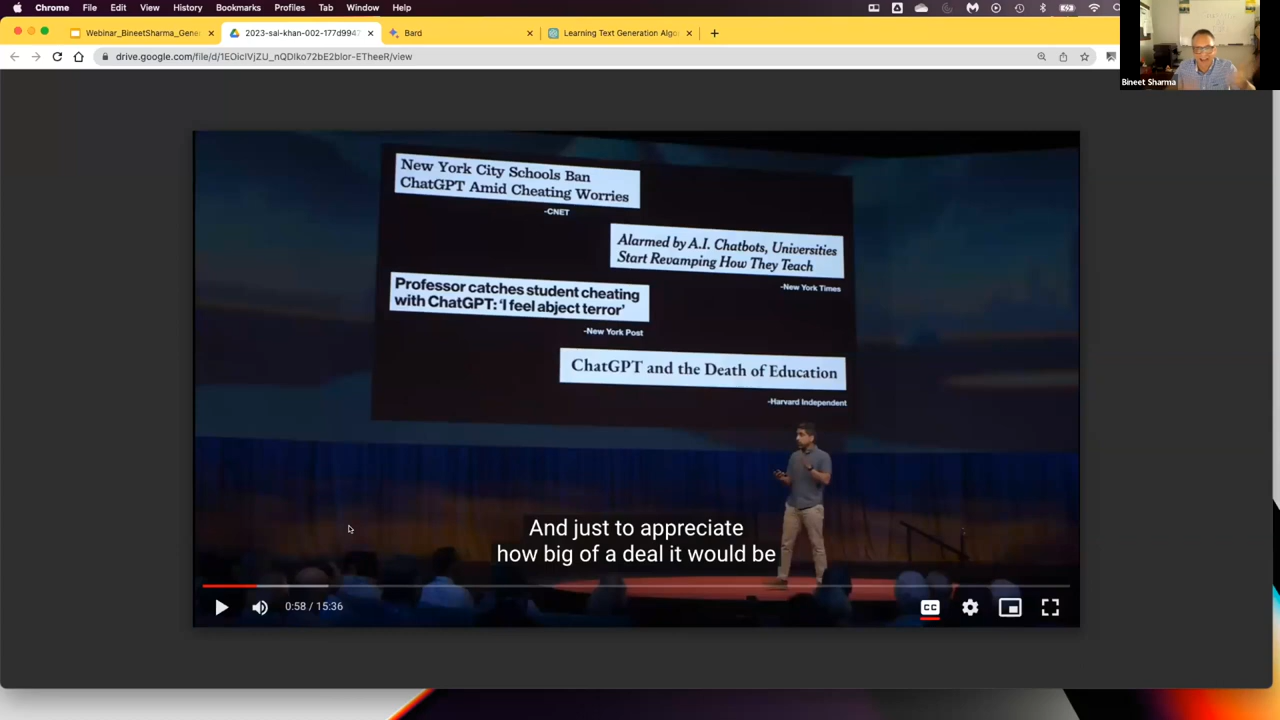 Chrome File Edit View History Bookmarks Profiles Tab Window Help
Webinar_BineetSharma_Gene
2023-sal-khan-002-177d9947
Bard
Learning Text Generation Algo
drive.google.com/file/d/1EOiclVjZU_nQDlko72bE2blor-ETheeR/view
Bineet Sharma
New York City Schools Ban
ChatGPT Amid Cheating Worries
-CNET
Alarmed by A.I. Chatbots, Universities
Start Revamping How They Teach
-New York Times
Professor catches student cheating
with ChatGPT: 'I feel abject terror'
-New York Post
ChatGPT and the Death of Education
-Harvard Independent
And just to appreciate
how big of a deal it would be
0:58 / 15:36
CC